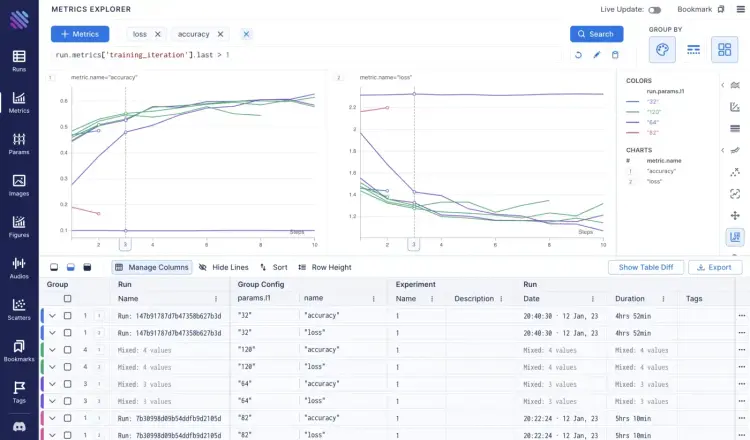 METRICS EXPLORER
Live Update:
Bookmark
+ Metrics
loss ×
accuracy ×
×
Search
run.metrics['training_iteration'].last > 1
GROUP BY
Runs
Metrics
Params
Images
Figures
Audios
Scatters
Bookmarks
Tags
1 metric.name="accuracy"
0.6
0.5
0.4
0.3
0.2
0.1
2 3 4 6 8 10
Steps
2 metric.name="loss"
2.2
2.0
1.8
1.6
1.4
1.2
2 3 4 6 8 10
Steps
COLORS
run.params.l1
"32"
"120"
"64"
"82"
CHARTS
# metric.name
1 "accuracy"
2 "loss"
Manage Columns
Hide Lines
Sort
Row Height
Show Table Diff
Export
Group Run Group Config Experiment Run
Name params.l1 name Name Description Date Duration Tags
1 1 Run: 147b91787d7b47358b627b3d "32" "accuracy" 1 20:40:30 · 12 Jan, 23 4hrs 52min
1 2 Run: 147b91787d7b47358b627b3d "32" "loss" 1 20:40:30 · 12 Jan, 23 4hrs 52min
4 1 Mixed: 4 values "120" "accuracy" 1 Mixed: 4 values Mixed: 4 values
4 2 Mixed: 4 values "120" "loss" 1 Mixed: 4 values Mixed: 4 values
3 1 Mixed: 3 values "64" "accuracy" 1 Mixed: 3 values Mixed: 3 values
3 2 Mixed: 3 values "64" "loss" 1 Mixed: 3 values Mixed: 3 values
1 1 Run: 7b30998d09b54ddfb9d2105d "82" "accuracy" 1 20:22:24 · 12 Jan, 23 5hrs 10min
1 2 Run: 7b30998d09b54ddfb9d2105d "82" "loss" 1 20:22:24 · 12 Jan, 23 5hrs 10min